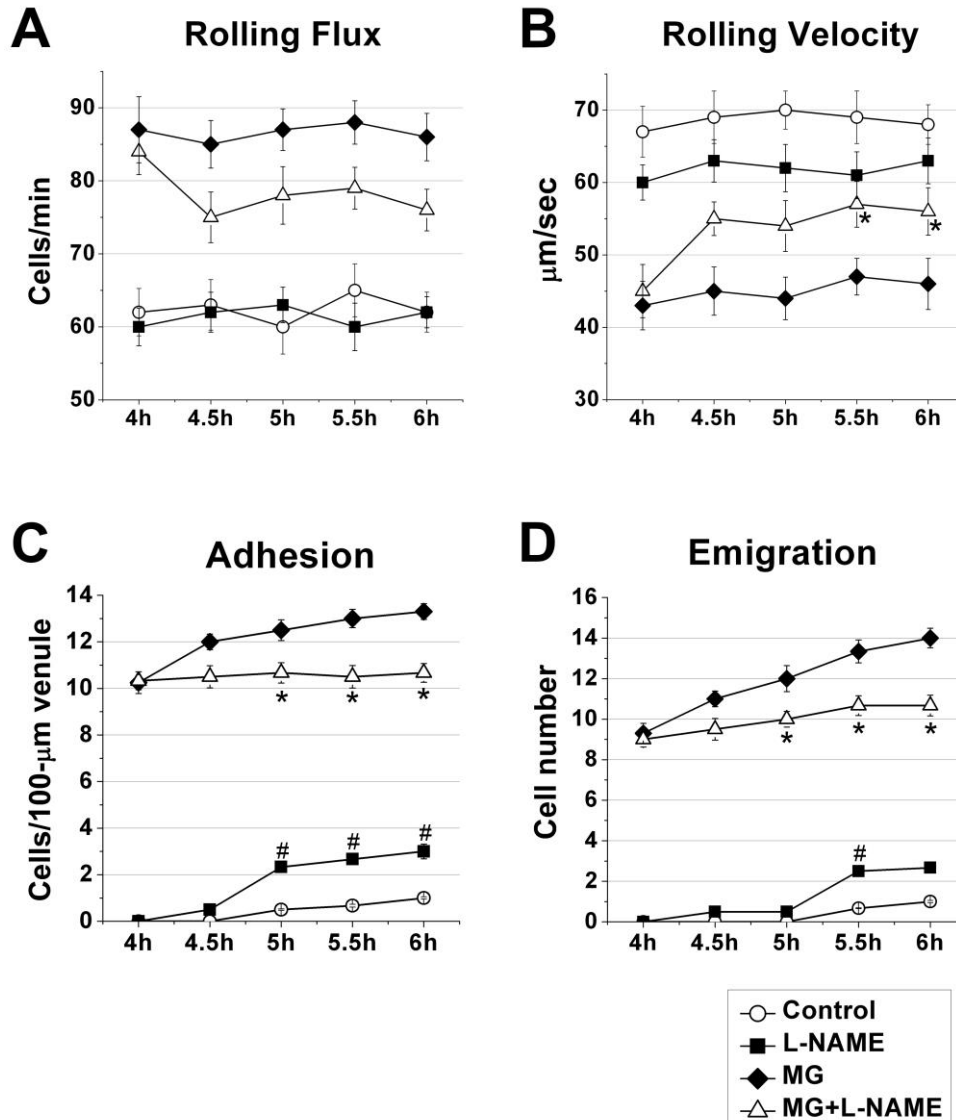 A
Rolling Flux
Cells/min
90
80
70
60
50
4h 4.5h 5h 5.5h 6h
B
Rolling Velocity
μm/sec
70
60
50
40
30
* *
4h 4.5h 5h 5.5h 6h
C
Adhesion
Cells/100-μm venule
14
12
10
8
6
4
2
0
* * *
# # #
4h 4.5h 5h 5.5h 6h
D
Emigration
Cell number
16
14
12
10
8
6
4
2
0
* * *
#
4h 4.5h 5h 5.5h 6h
Control
L-NAME
MG
MG+L-NAME